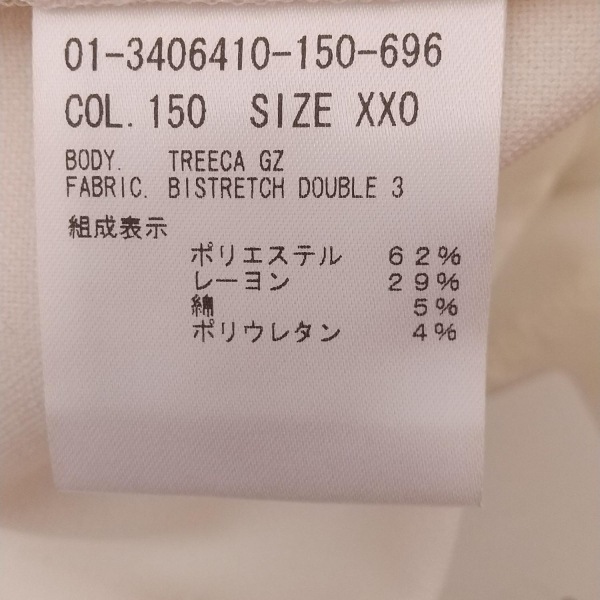 01-3406410-150-696
COL. 150 SIZE XXO
BODY. TREECA GZ
FABRIC. BISTRETCH DOUBLE 3
組成表示
ポリエステル 62%
レーヨン 29%
綿 5%
ポリウレタン 4%